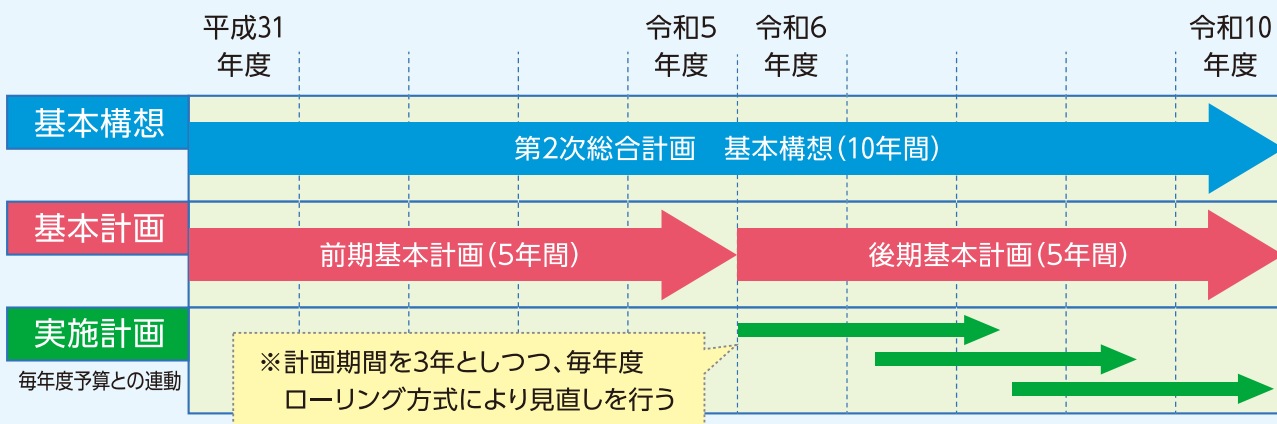 平成31
年度
令和5
年度
令和6
年度
令和10
年度
基本構想
第2次総合計画　基本構想（10年間）
基本計画
前期基本計画（5年間）
後期基本計画（5年間）
実施計画
毎年度予算との連動
※計画期間を3年としつつ、毎年度
ローリング方式により見直しを行う